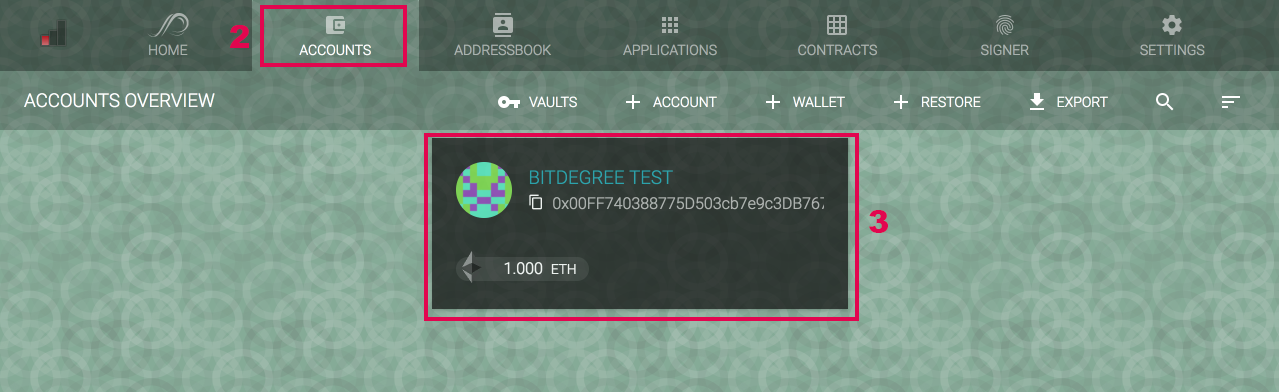 2
HOME
ACCOUNTS
ADDRESSBOOK
APPLICATIONS
CONTRACTS
SIGNER
SETTINGS
ACCOUNTS OVERVIEW
VAULTS
+ ACCOUNT
+ WALLET
+ RESTORE
EXPORT
BITDEGREE TEST
0x00FF740388775D503cb7e9c3DB767
3
1.000 ETH